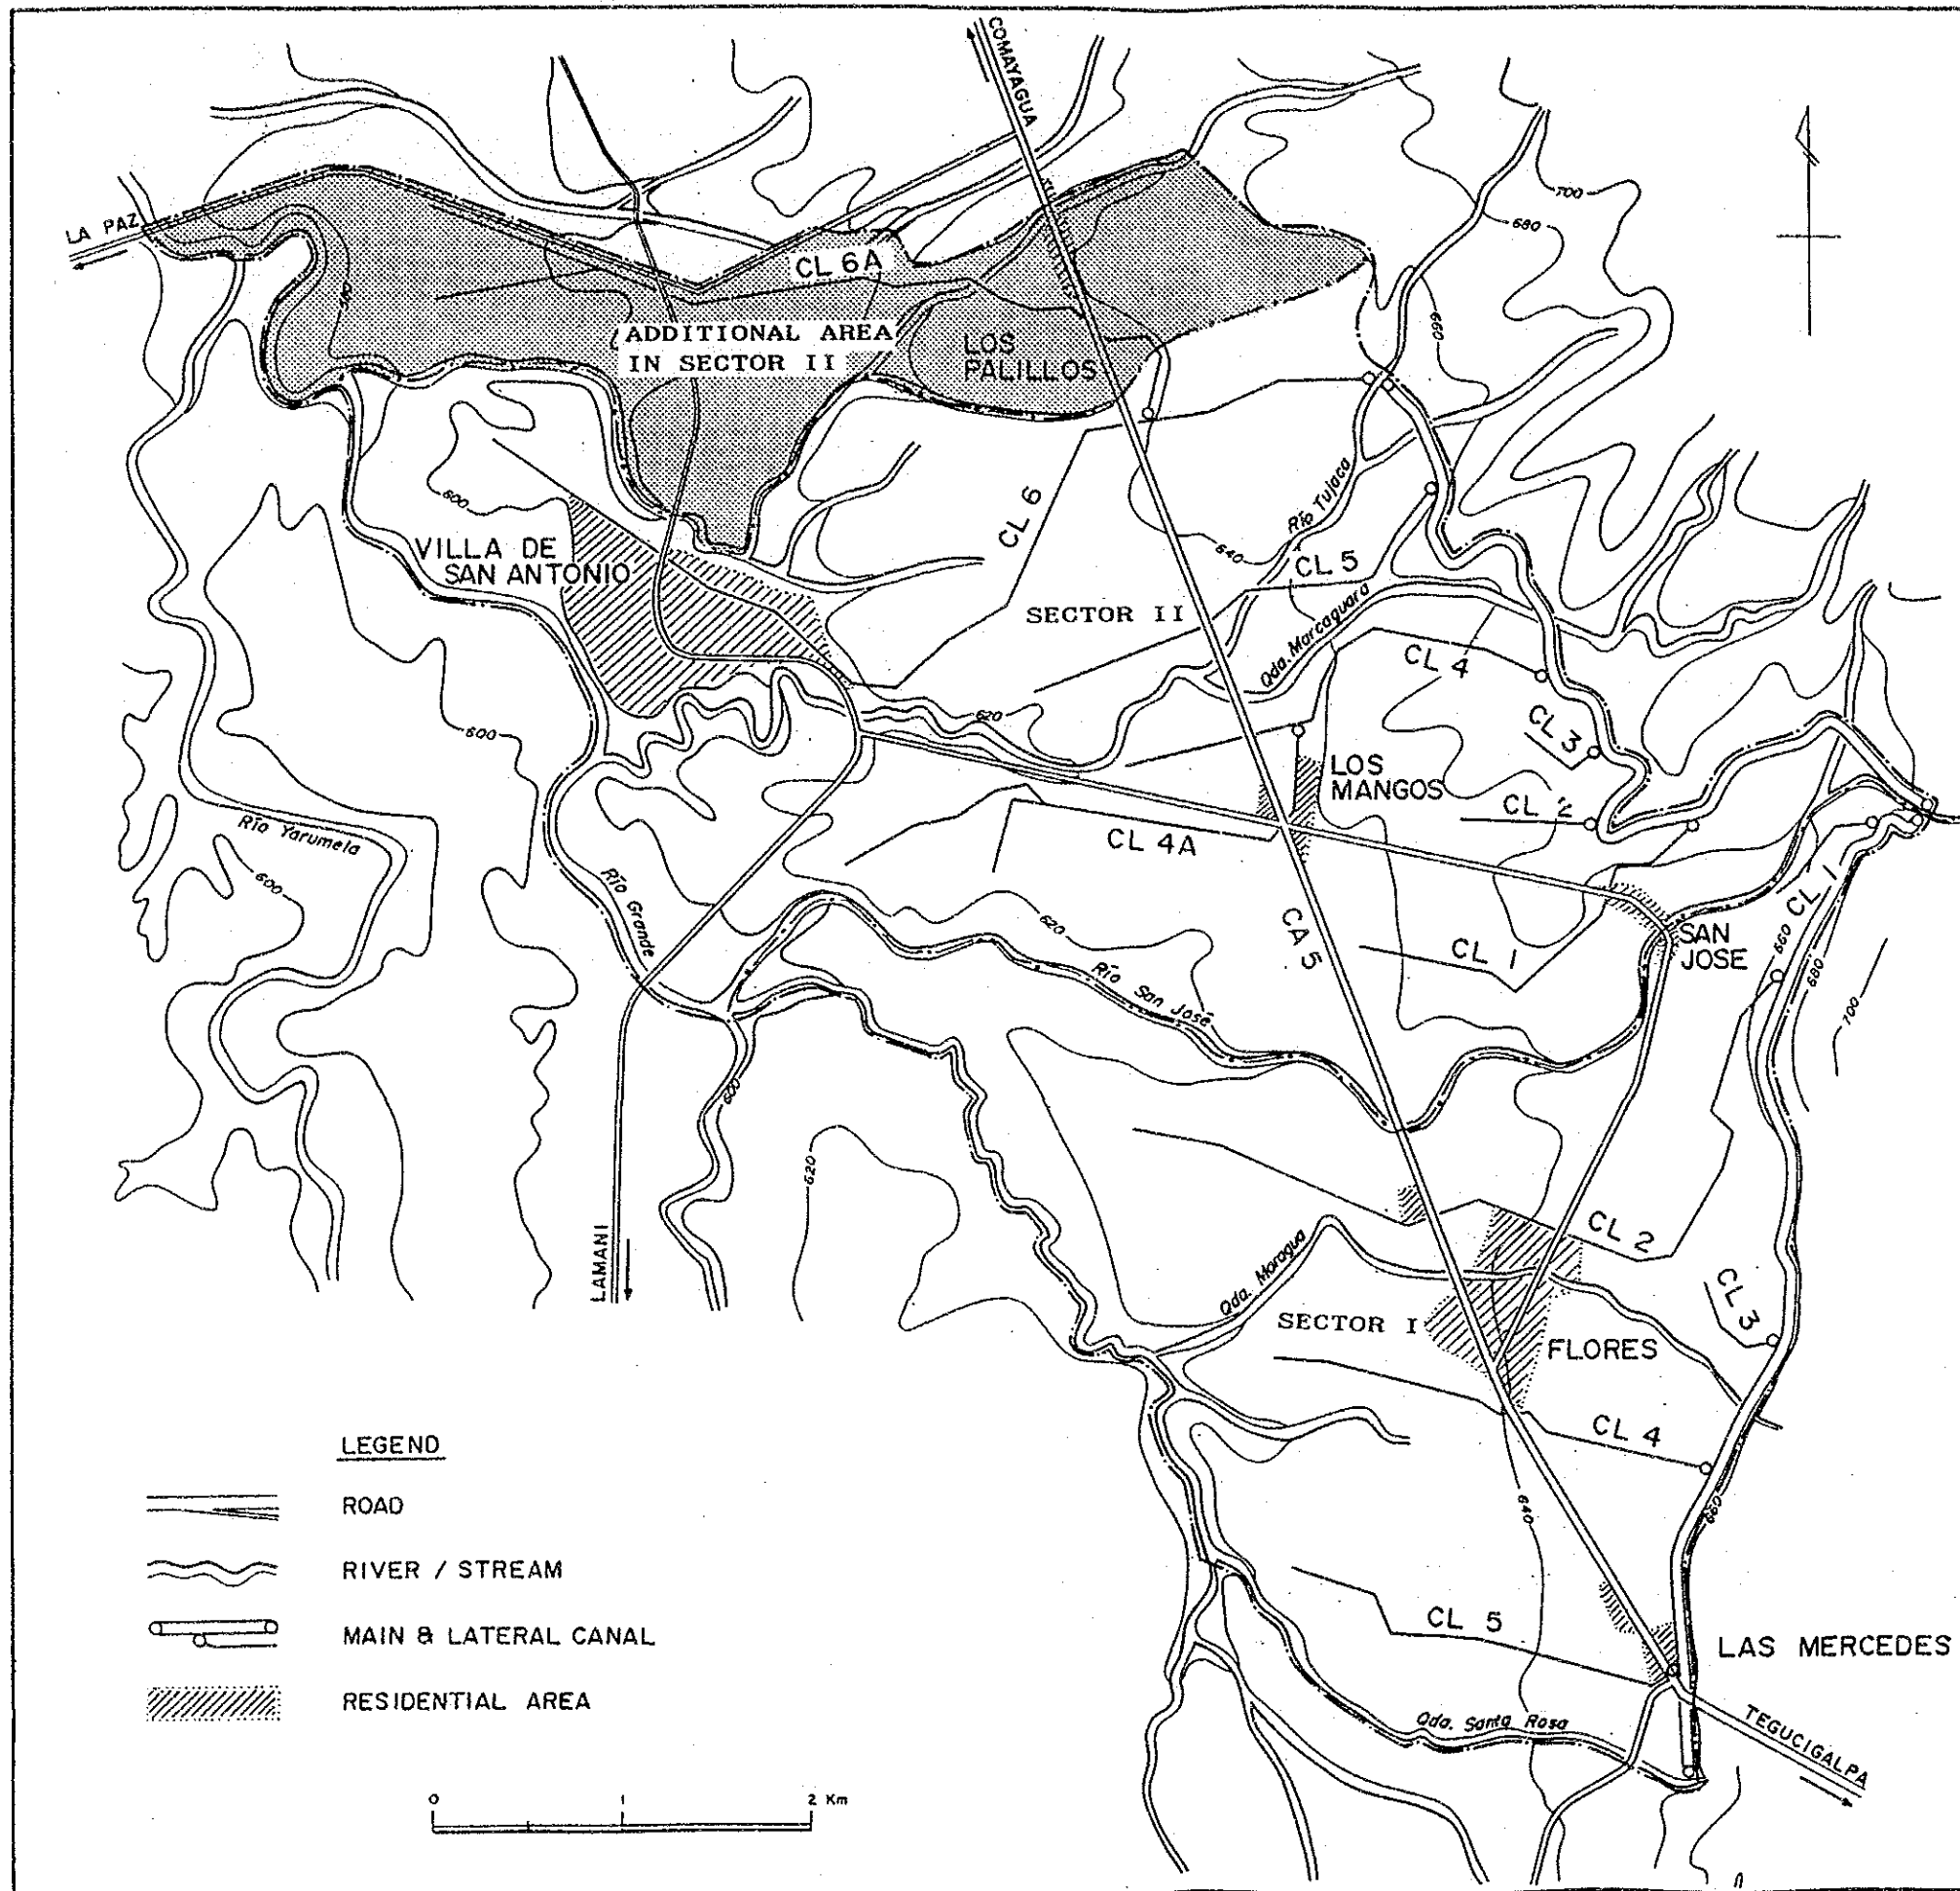 COMAYAGUA
LA PAZ
700
680
CL 6A
ADDITIONAL AREA
IN SECTOR II
LOS
PALILLOS
660
600
CL 6
Río Tujaca
640
VILLA DE
SAN ANTONIO
CL 5
SECTOR II
Qda. Marcaguara
CL 4
620
600
CL 3
LOS
MANGOS
CL 2
Río Yarumela
CL 4A
600
CL 1
Río Grande
620
CA 5
SAN
JOSE
660
680
CL 1
Río San José
700
600
620
LAMANI
CL 2
Qda. Moragua
CL 3
SECTOR I
FLORES
CL 4
640
660
LEGEND
ROAD
RIVER / STREAM
MAIN & LATERAL CANAL
RESIDENTIAL AREA
CL 5
LAS MERCEDES
Qda. Santa Rosa
TEGUCIGALPA
0 1 2 Km